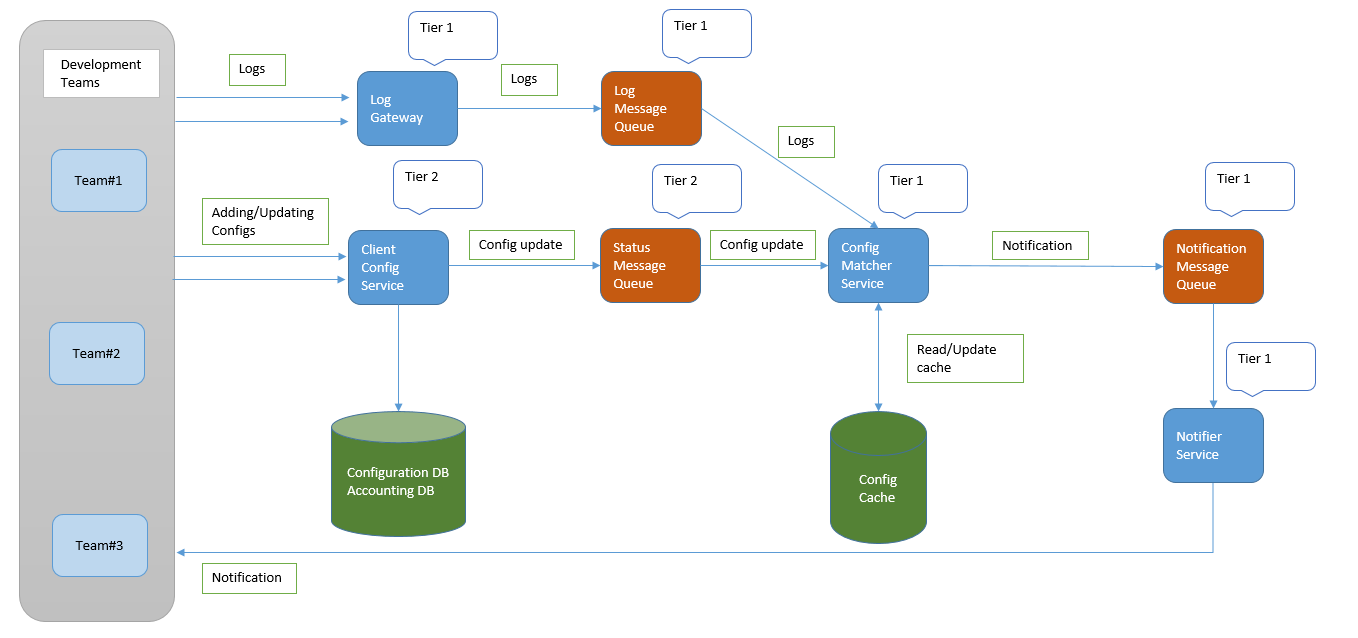 Development
Teams
Team#1
Team#2
Team#3
Logs
Tier 1
Log
Gateway
Logs
Tier 1
Log
Message
Queue
Logs
Adding/Updating
Configs
Tier 2
Client
Config
Service
Config update
Tier 2
Status
Message
Queue
Config update
Tier 1
Config
Matcher
Service
Notification
Tier 1
Notification
Message
Queue
Read/Update
cache
Tier 1
Notifier
Service
Configuration DB
Accounting DB
Config
Cache
Notification